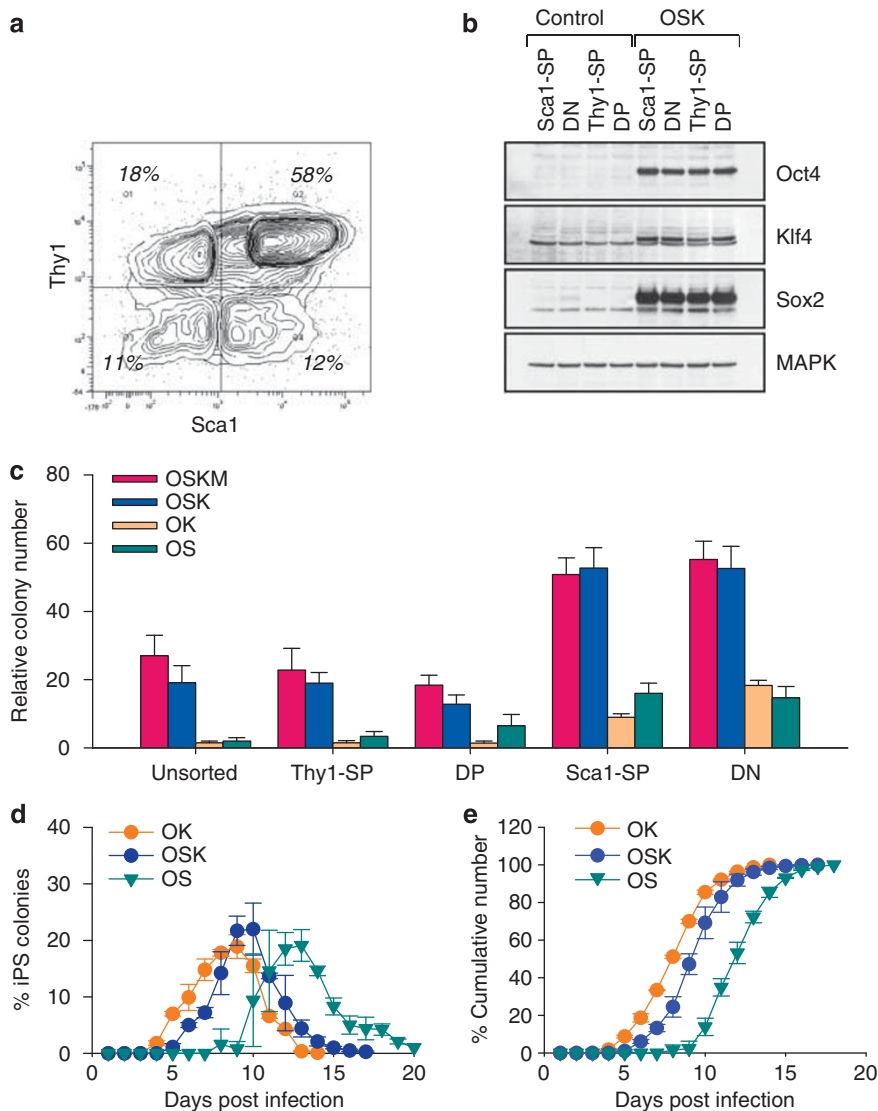 a
18%
58%
Q1
Q2
Thy1
11%
12%
Sca1
b
Control OSK
Sca1-SP DN Thy1-SP DP Sca1-SP DN Thy1-SP DP
Oct4
Klf4
Sox2
MAPK
c
OSKM
OSK
OK
OS
Relative colony number
80
60
40
20
0
Unsorted Thy1-SP DP Sca1-SP DN
d
OK
OSK
OS
% iPS colonies
40
30
20
10
0
0 5 10 15 20
Days post infection
e
OK
OSK
OS
% Cumulative number
120
100
80
60
40
20
0
0 5 10 15 20
Days post infection